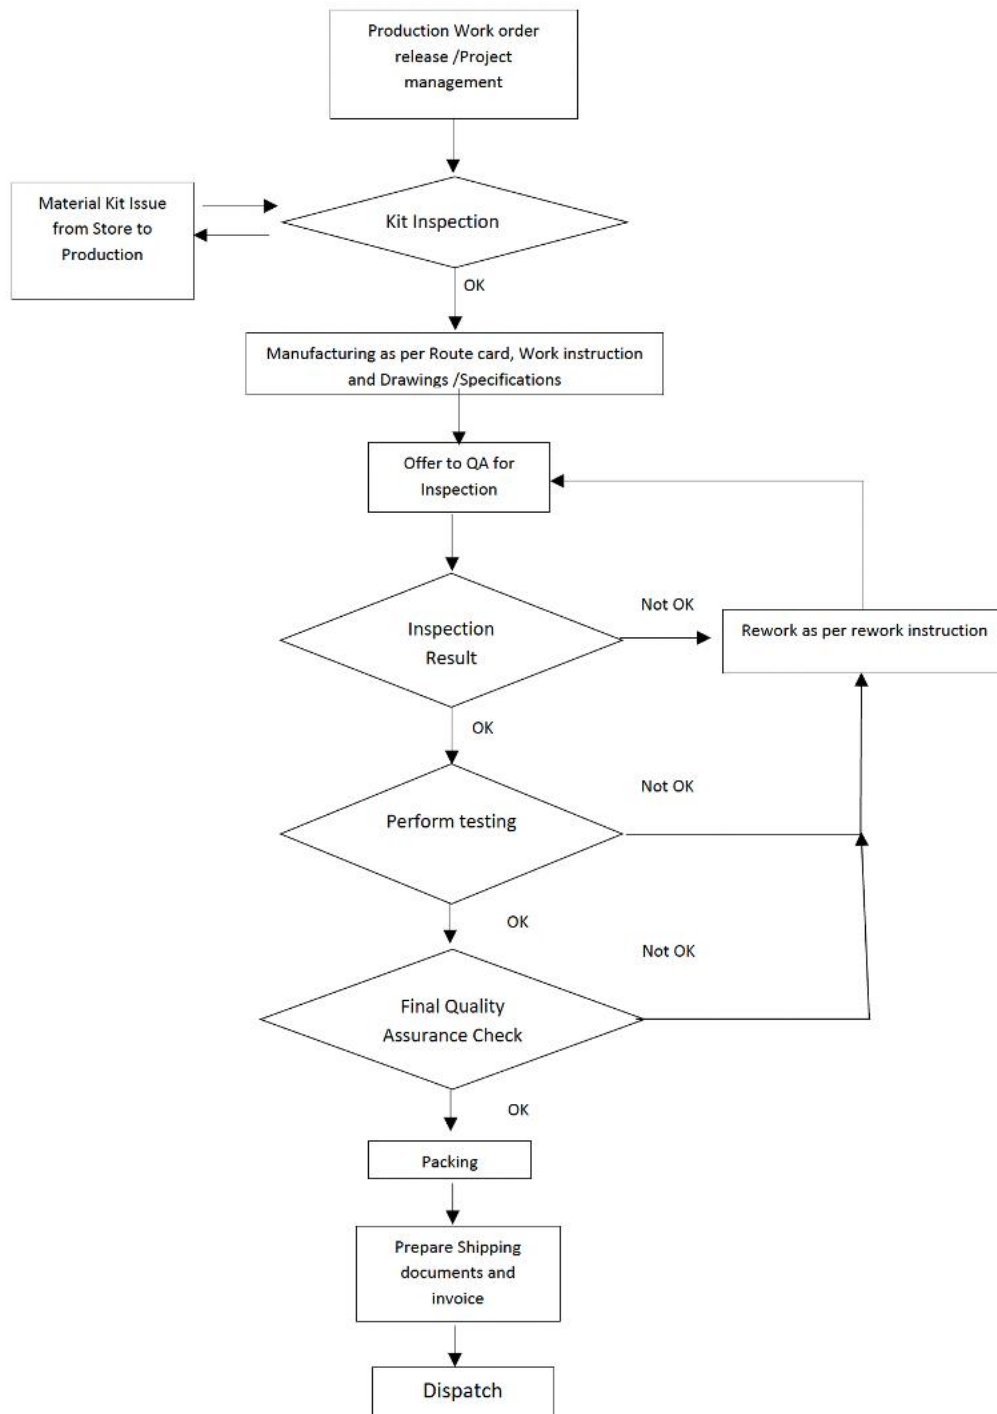 Production Work order
release /Project
management
Material Kit Issue
from Store to
Production
Kit Inspection
OK
Manufacturing as per Route card, Work instruction
and Drawings /Specifications
Offer to QA for
Inspection
Inspection
Result
Not OK
Rework as per rework instruction
OK
Perform testing
Not OK
OK
Final Quality
Assurance Check
Not OK
OK
Packing
Prepare Shipping
documents and
invoice
Dispatch